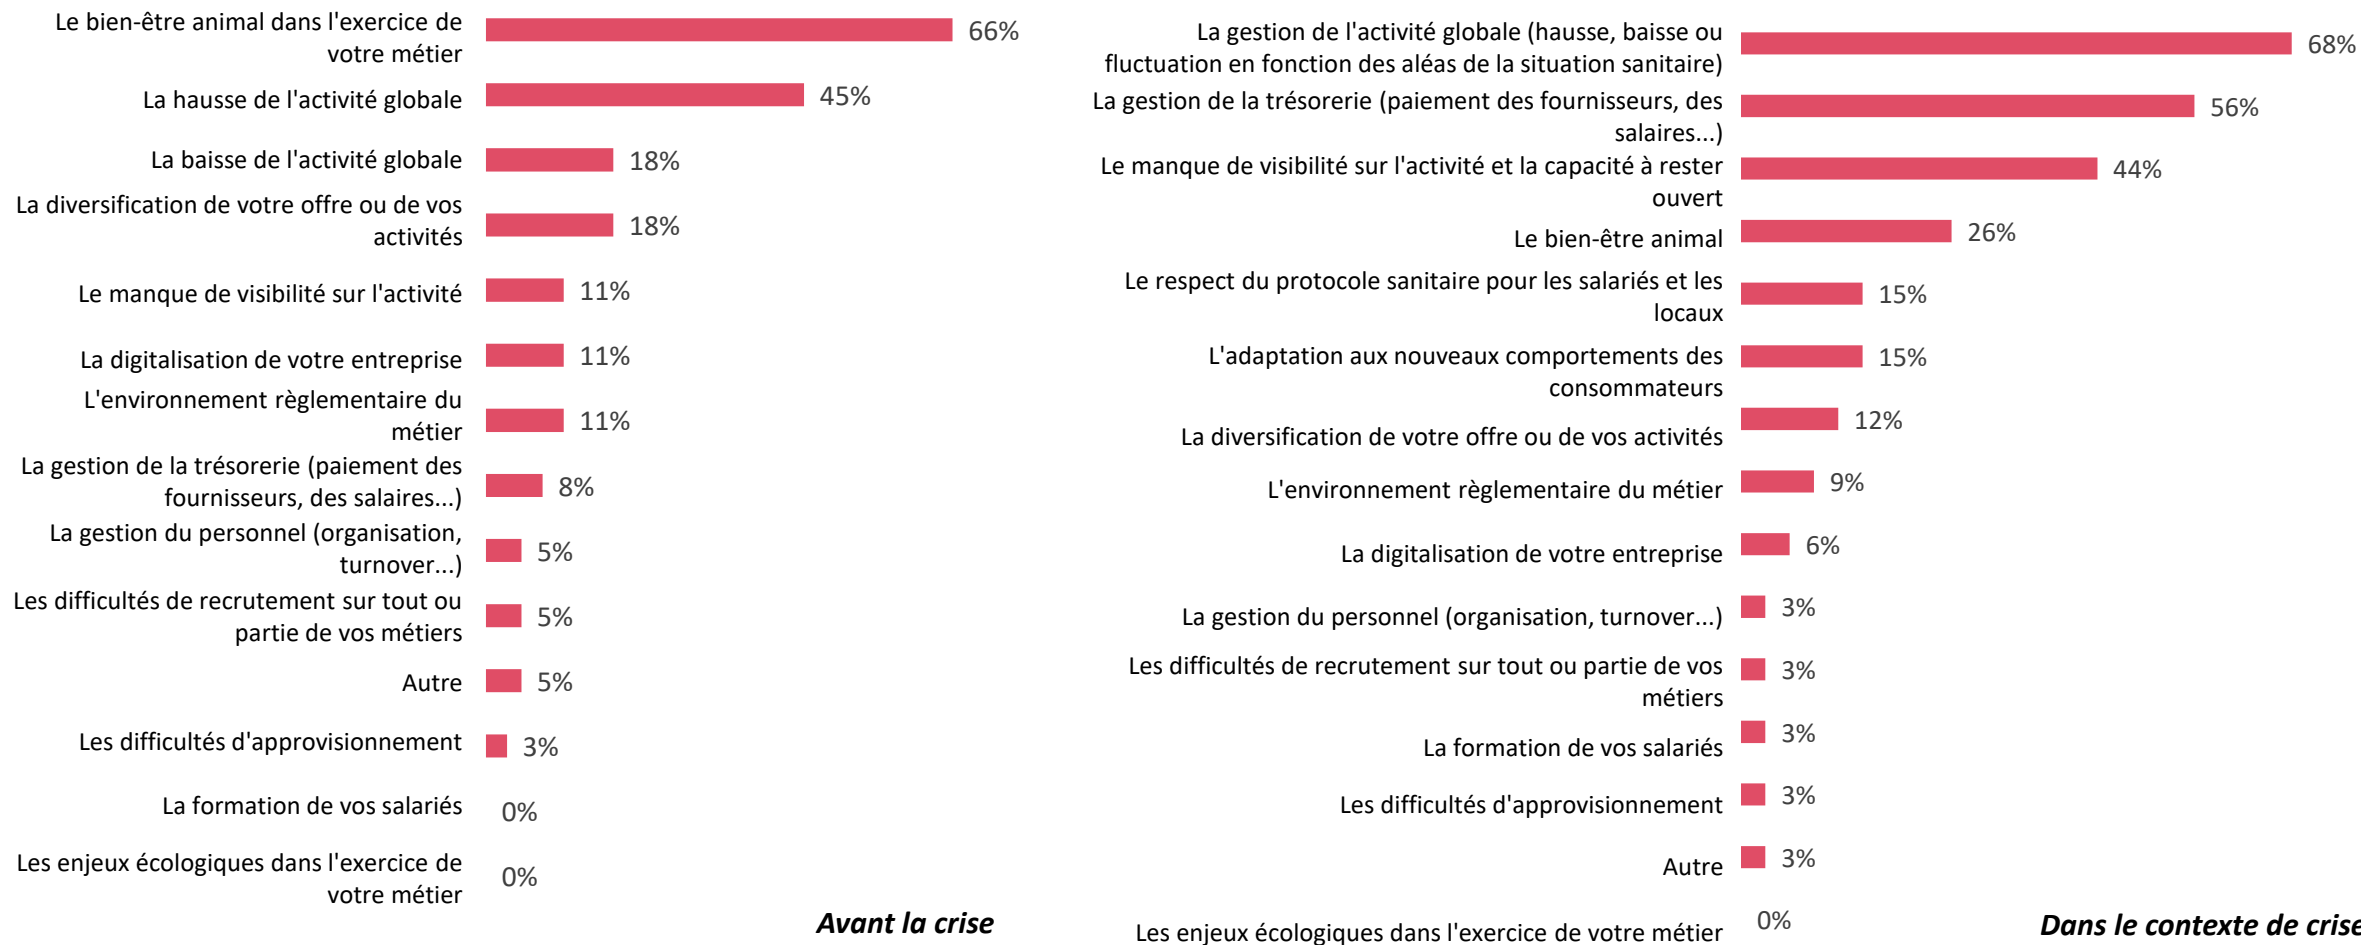 Le bien-être animal dans l'exercice de
votre métier
66%
La hausse de l'activité globale
45%
La baisse de l'activité globale
18%
La diversification de votre offre ou de vos
activités
18%
Le manque de visibilité sur l'activité
11%
La digitalisation de votre entreprise
11%
L'environnement règlementaire du
métier
11%
La gestion de la trésorerie (paiement des
fournisseurs, des salaires...)
8%
La gestion du personnel (organisation,
turnover...)
5%
Les difficultés de recrutement sur tout ou
partie de vos métiers
5%
Autre
5%
Les difficultés d'approvisionnement
3%
La formation de vos salariés
0%
Les enjeux écologiques dans l'exercice de
votre métier
0%
Avant la crise
La gestion de l'activité globale (hausse, baisse ou
fluctuation en fonction des aléas de la situation sanitaire)
68%
La gestion de la trésorerie (paiement des fournisseurs, des
salaires...)
56%
Le manque de visibilité sur l'activité et la capacité à rester
ouvert
44%
Le bien-être animal
26%
Le respect du protocole sanitaire pour les salariés et les
locaux
15%
L'adaptation aux nouveaux comportements des
consommateurs
15%
La diversification de votre offre ou de vos activités
12%
L'environnement règlementaire du métier
9%
La digitalisation de votre entreprise
6%
La gestion du personnel (organisation, turnover...)
3%
Les difficultés de recrutement sur tout ou partie de vos
métiers
3%
La formation de vos salariés
3%
Les difficultés d'approvisionnement
3%
Autre
3%
Les enjeux écologiques dans l'exercice de votre métier
0%
Dans le contexte de crise